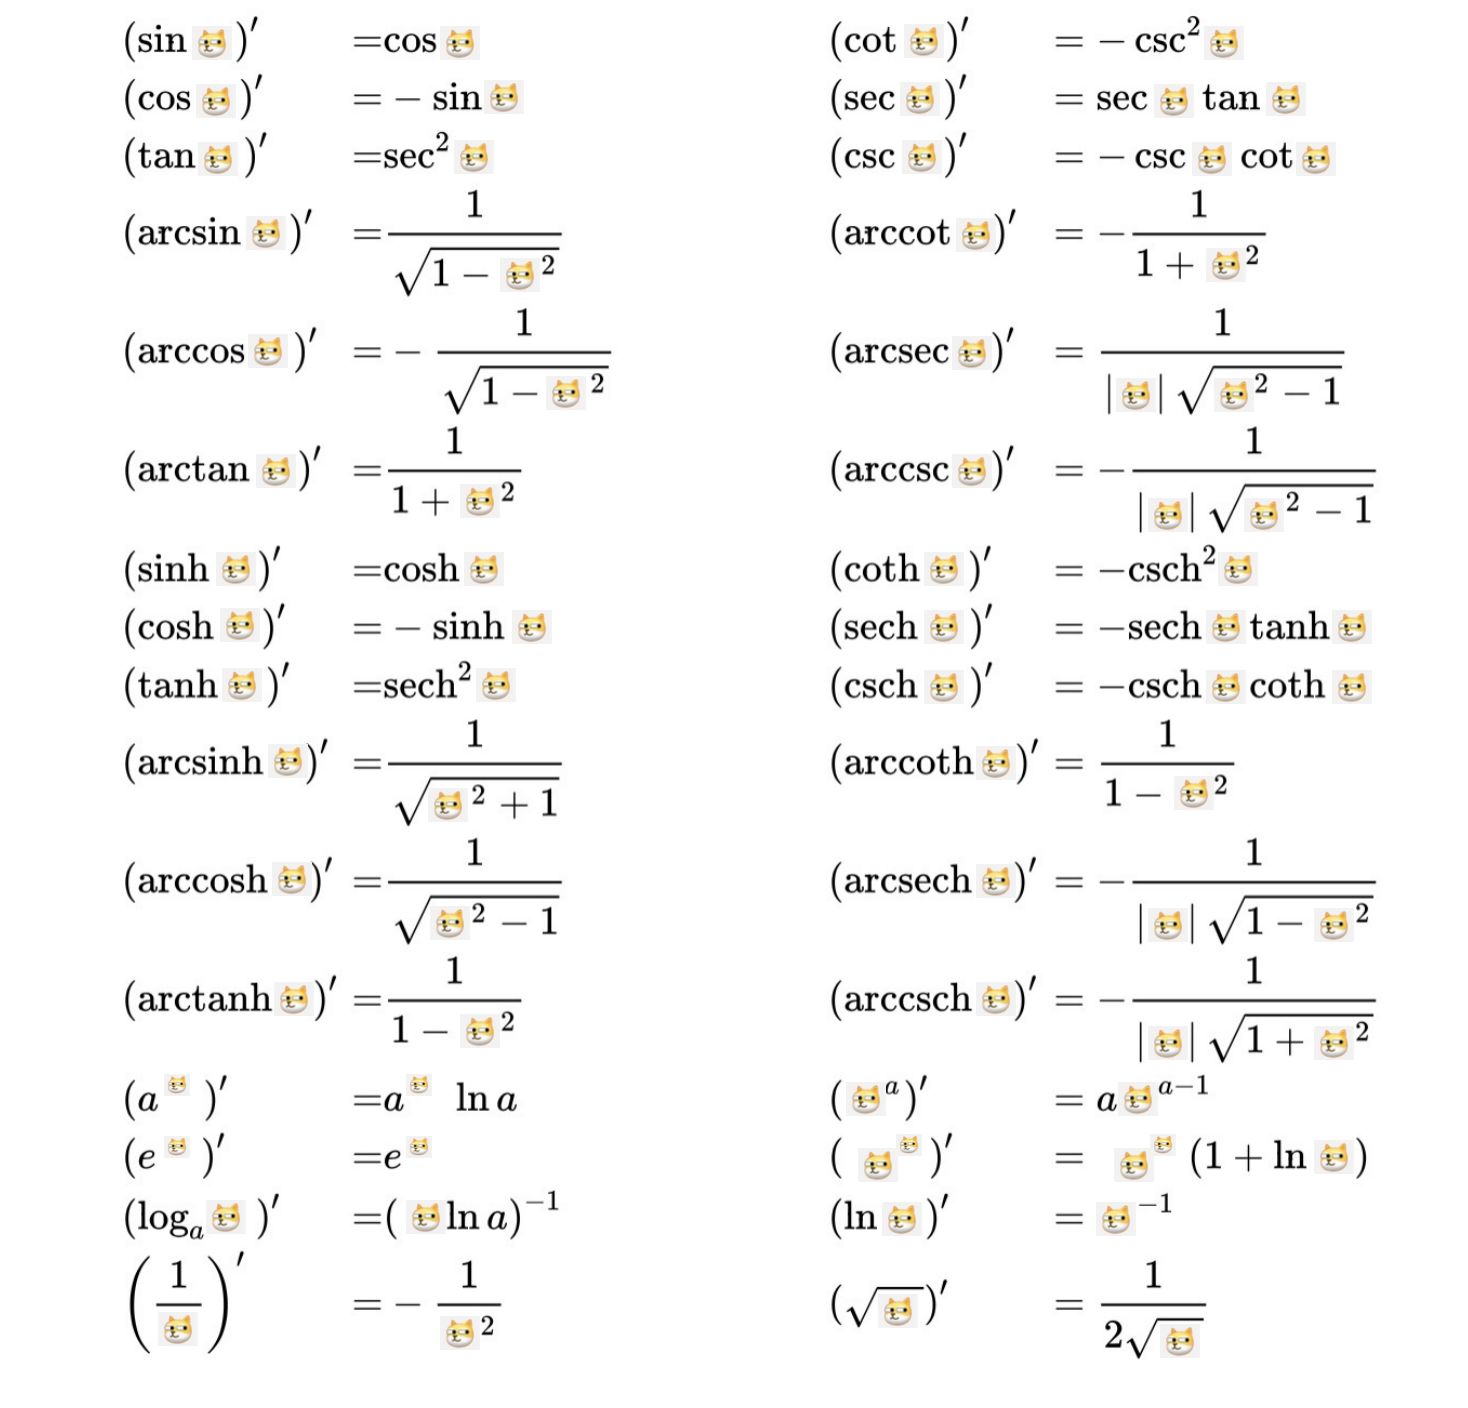 (sin 🐱)′ =cos 🐱 (cot 🐱)′ = − csc² 🐱
(cos 🐱)′ = − sin 🐱 (sec 🐱)′ = sec 🐱 tan 🐱
(tan 🐱)′ =sec² 🐱 (csc 🐱)′ = − csc 🐱 cot 🐱
(arcsin 🐱)′ = 1/√(1 − 🐱²) (arccot 🐱)′ = − 1/(1 + 🐱²)
(arccos 🐱)′ = − 1/√(1 − 🐱²) (arcsec 🐱)′ = 1/(|🐱| √(🐱² − 1))
(arctan 🐱)′ = 1/(1 + 🐱²) (arccsc 🐱)′ = − 1/(|🐱| √(🐱² − 1))
(sinh 🐱)′ =cosh 🐱 (coth 🐱)′ = −csch² 🐱
(cosh 🐱)′ = − sinh 🐱 (sech 🐱)′ = −sech 🐱 tanh 🐱
(tanh 🐱)′ =sech² 🐱 (csch 🐱)′ = −csch 🐱 coth 🐱
(arcsinh 🐱)′ = 1/√(🐱² + 1) (arccoth 🐱)′ = 1/(1 − 🐱²)
(arccosh 🐱)′ = 1/√(🐱² − 1) (arcsech 🐱)′ = − 1/(|🐱| √(1 − 🐱²))
(arctanh 🐱)′ = 1/(1 − 🐱²) (arccsch 🐱)′ = − 1/(|🐱| √(1 + 🐱²))
(a^🐱)′ =a^🐱 ln a (🐱^a)′ = a🐱^(a−1)
(e^🐱)′ =e^🐱 (🐱^🐱)′ = 🐱^🐱 (1 + ln 🐱)
(logₐ 🐱)′ =(🐱 ln a)⁻¹ (ln 🐱)′ = 🐱⁻¹
(1/🐱)′ = − 1/🐱² (√🐱)′ = 1/(2√🐱)